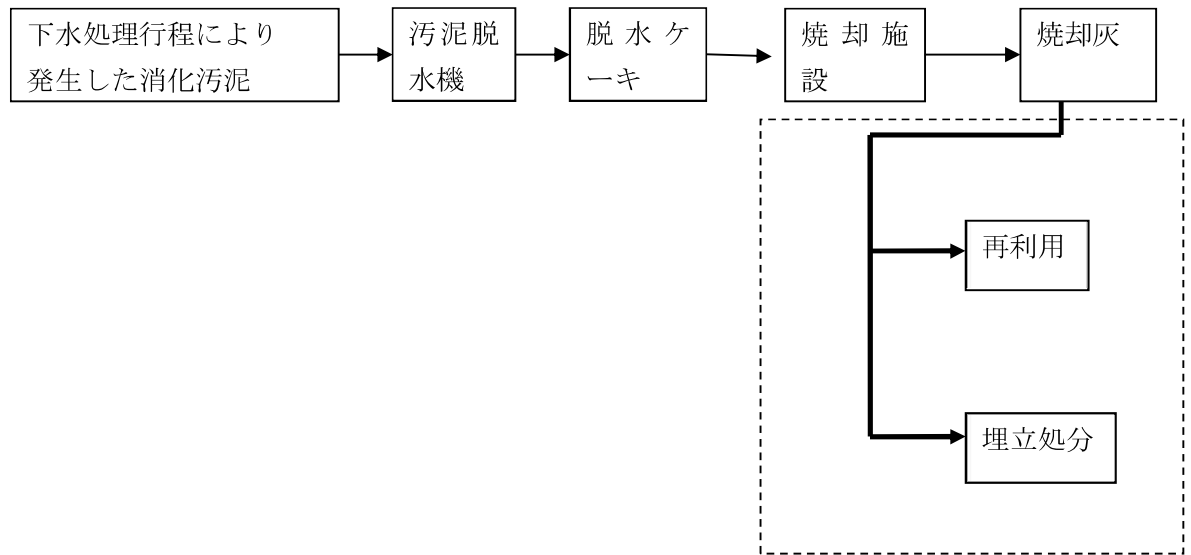 下水処理行程により
発生した消化汚泥
汚泥脱
水機
脱水ケ
ーキ
焼却施
設
焼却灰
再利用
埋立処分